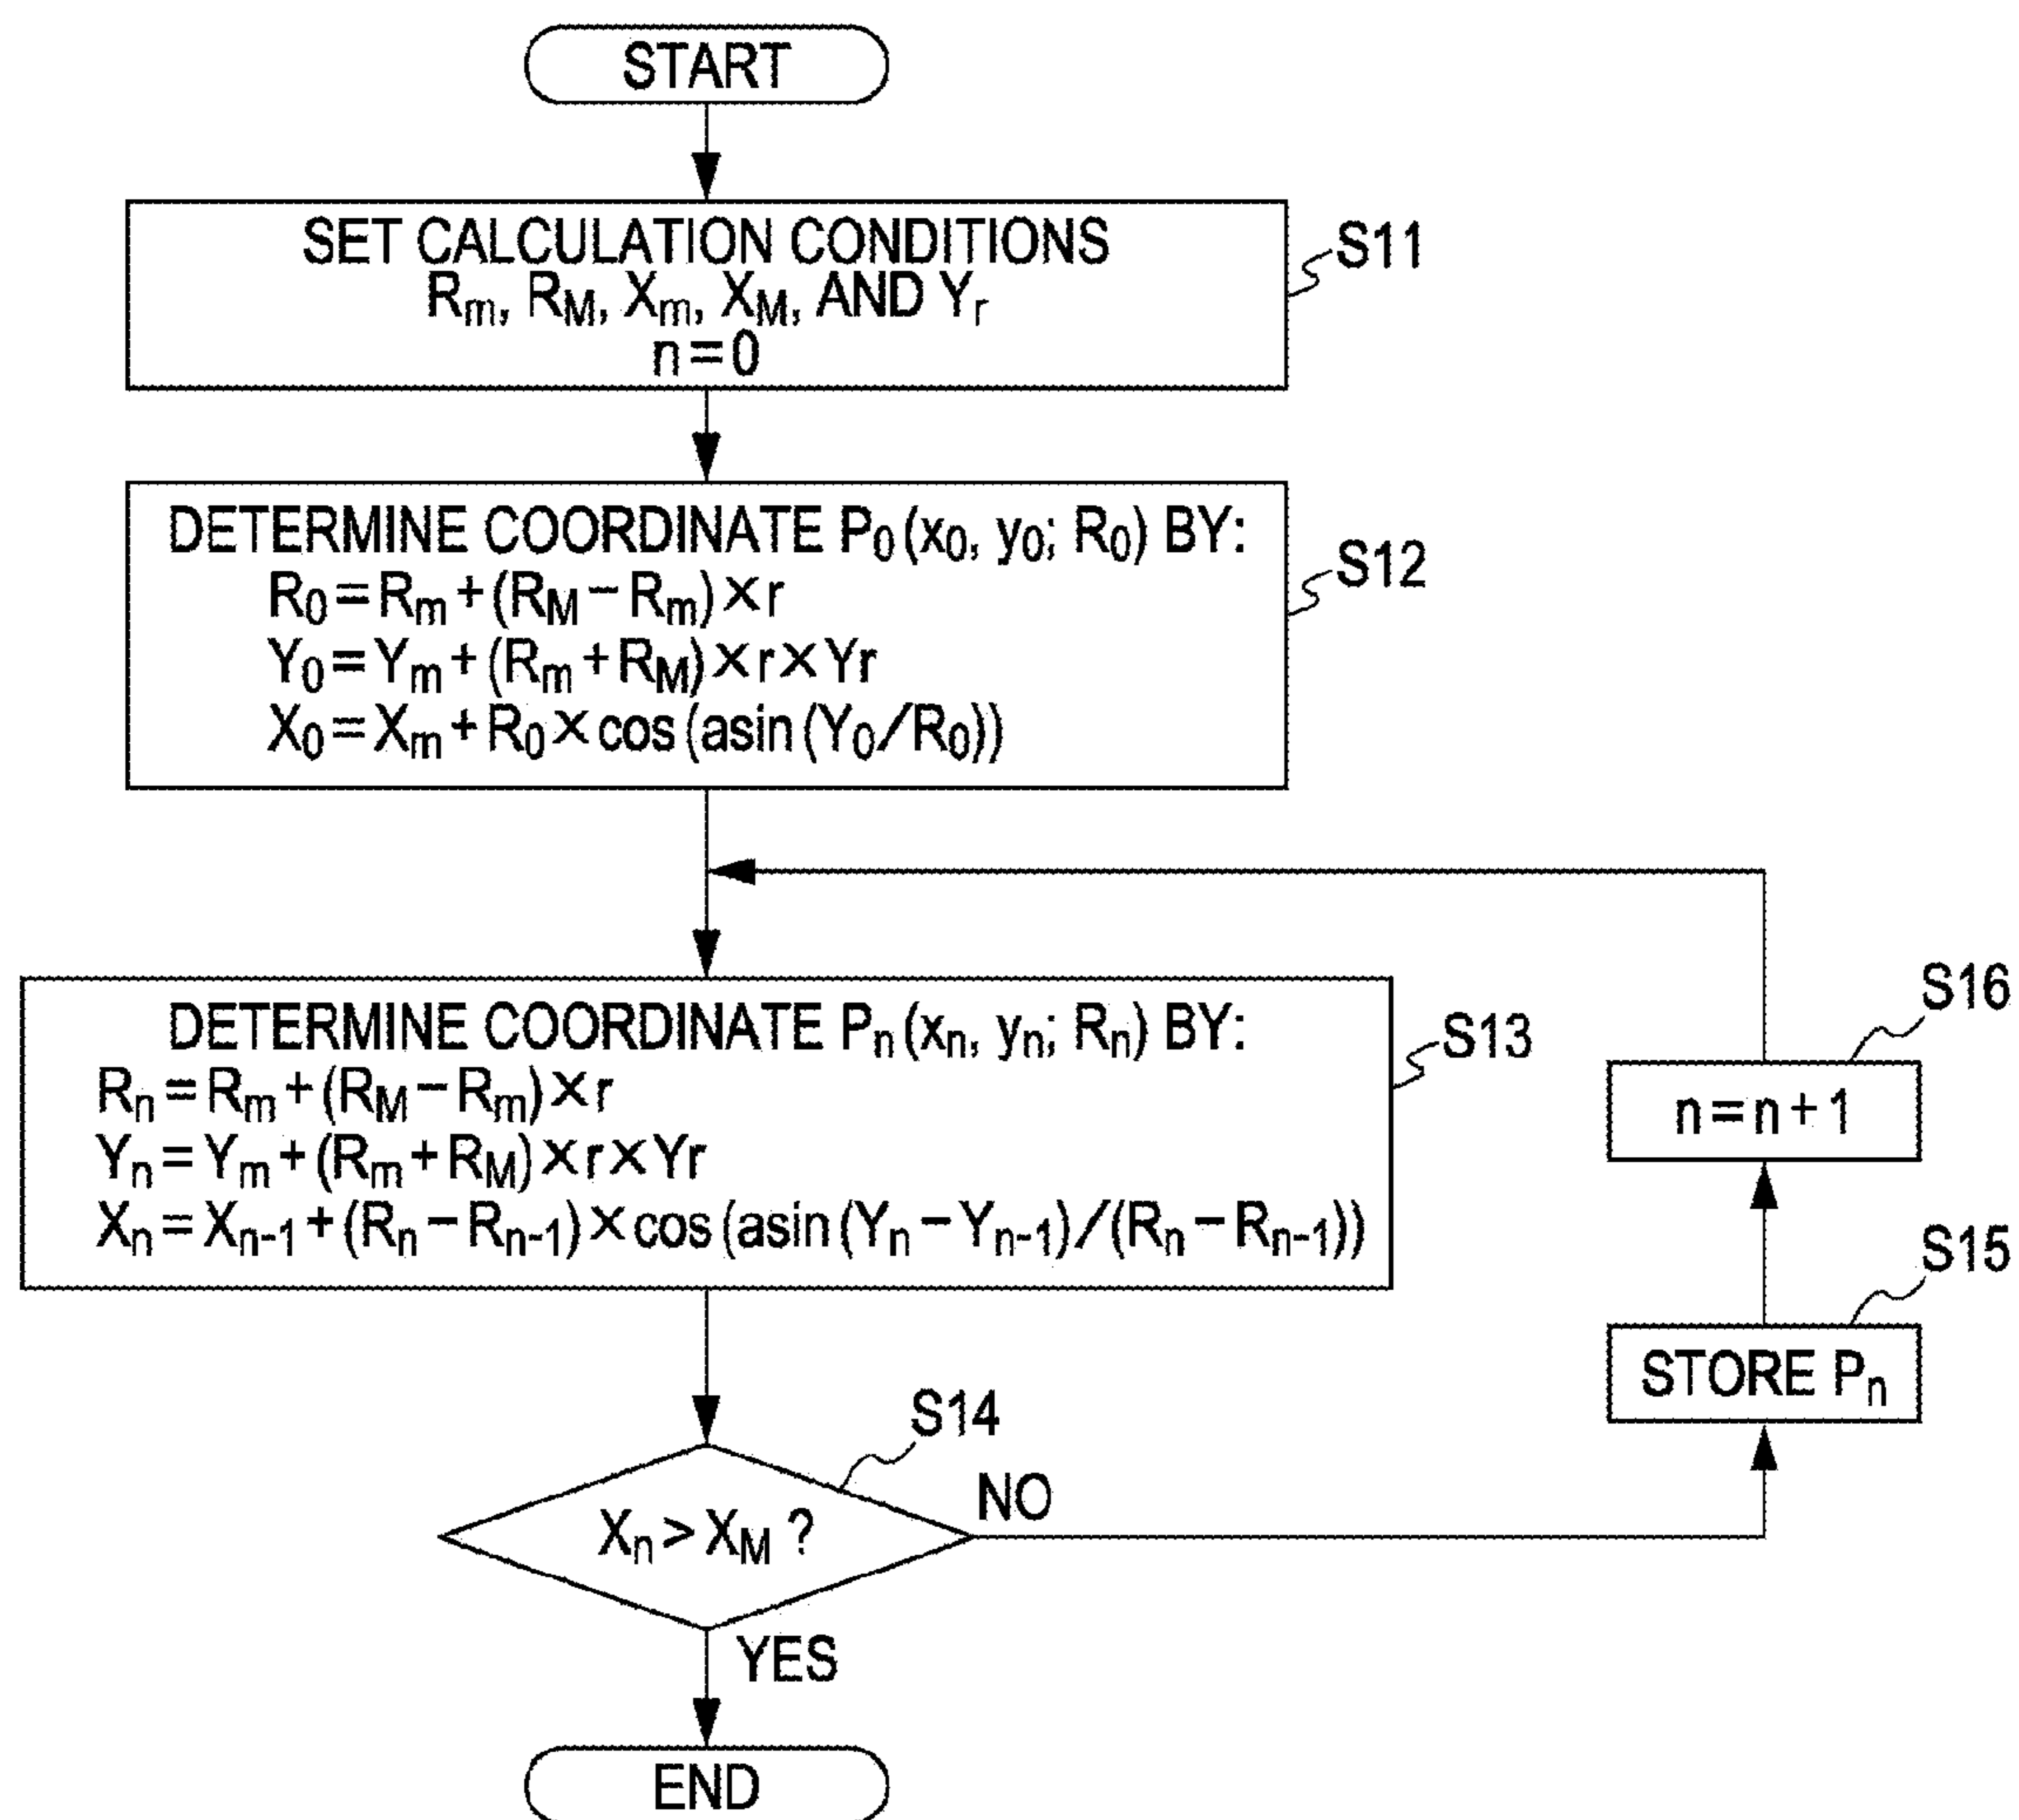 START
SET CALCULATION CONDITIONS
Rm, RM, Xm, XM, AND Yr
n=0
S11
DETERMINE COORDINATE P0(x0, y0; R0) BY:
R0=Rm+(RM−Rm)×r
Y0=Ym+(Rm+RM)×r×Yr
X0=Xm+R0×cos(asin(Y0/R0))
S12
DETERMINE COORDINATE Pn(xn, yn; Rn) BY:
Rn=Rm+(RM−Rm)×r
Yn=Ym+(Rm+RM)×r×Yr
Xn=Xn-1+(Rn−Rn-1)×cos(asin(Yn−Yn-1)/(Rn−Rn-1))
S13
S16
n=n+1
S15
STORE Pn
S14
Xn>XM ?
NO
YES
END